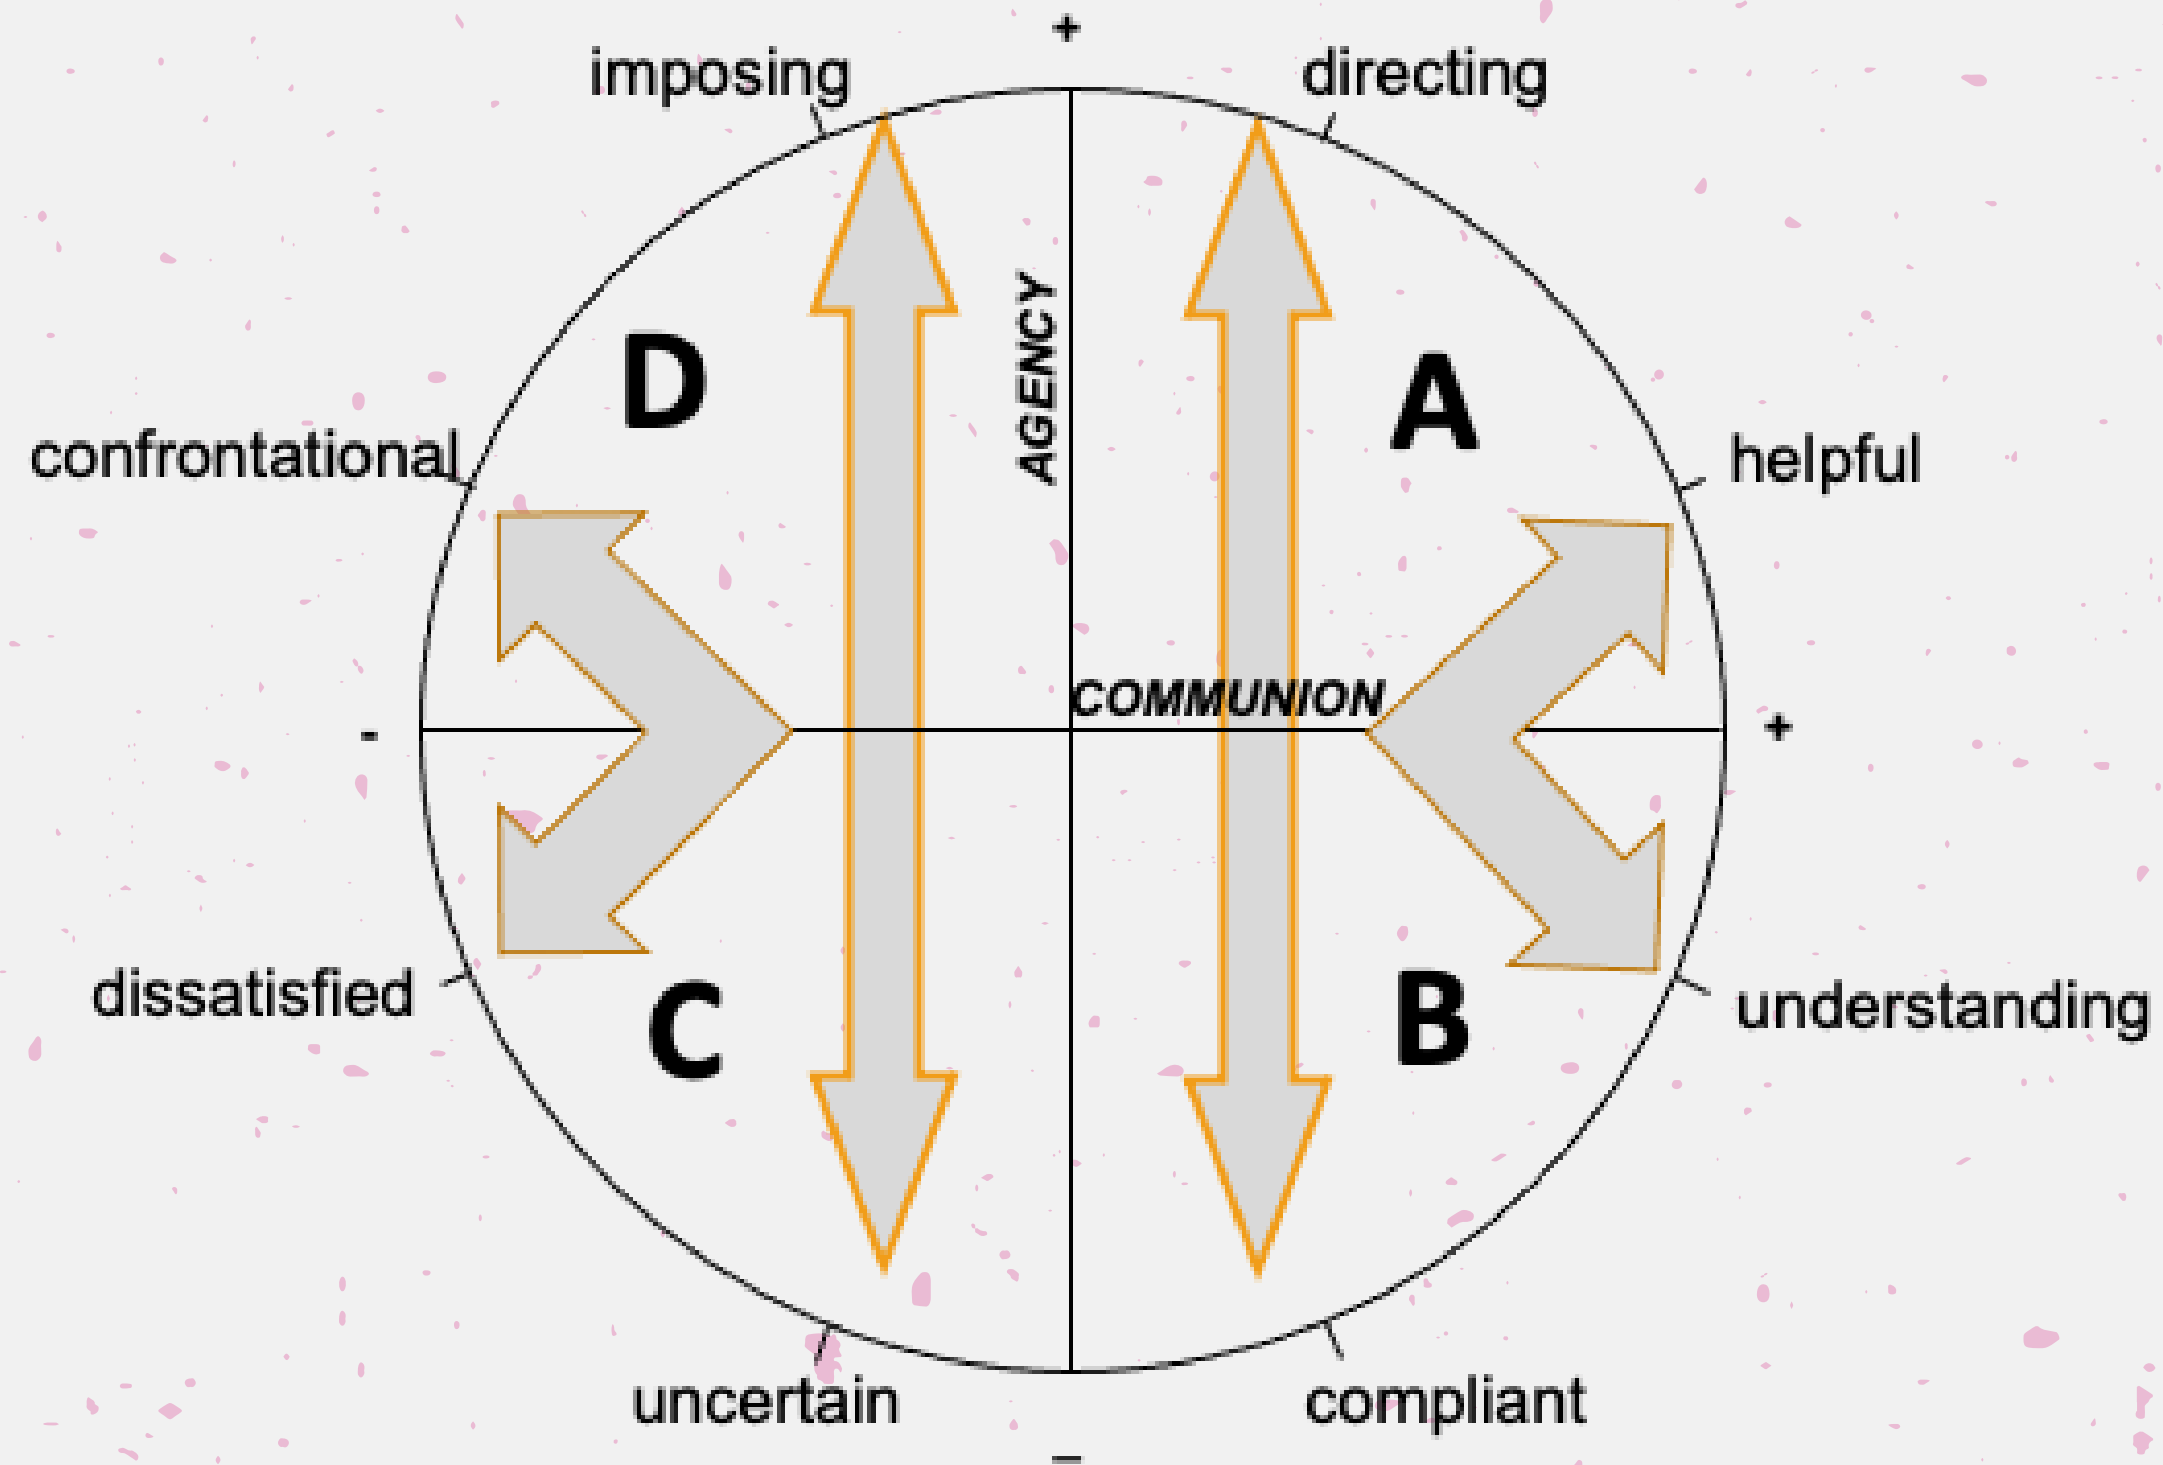 +
imposing
directing
AGENCY
D
A
confrontational
helpful
COMMUNION
-
+
dissatisfied
understanding
C
B
uncertain
compliant
–